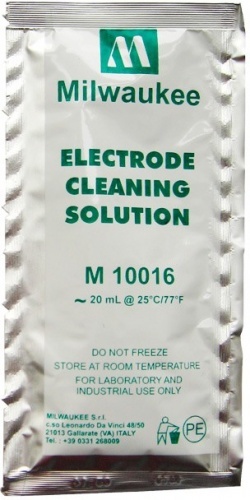 M
Milwaukee
ELECTRODE
CLEANING
SOLUTION
M 10016
~ 20 mL @ 25°C/77°F
DO NOT FREEZE
STORE AT ROOM TEMPERATURE
FOR LABORATORY AND
INDUSTRIAL USE ONLY
MILWAUKEE S.r.l.
c.so Leonardo Da Vinci 48/50
21013 Gallarate (VA) ITALY
Tel.: +39 0331 268009
PE